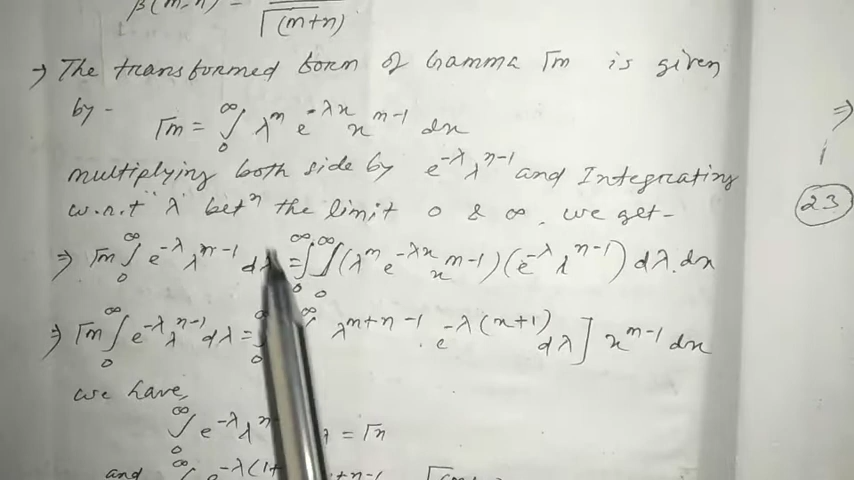 β(m, n) = / Γ(m+n)
→ The transformed form of Gamma Γm is given
by -
Γm = ∫₀^∞ λ^m e^{-λx} x^{m-1} dx
multiplying both side by e^{-λ} λ^{n-1} and Integrating
w.r.t 'λ' bet^n the limit 0 & ∞, we get -
⇒ Γm ∫₀^∞ e^{-λ} λ^{n-1} dλ = ∫₀^∞ ∫₀^∞ (λ^m e^{-λx} x^{m-1}) (e^{-λ} λ^{n-1}) dλ.dx
⇒ Γm ∫₀^∞ e^{-λ} λ^{n-1} dλ = ∞ 0 ∞ λ^{m+n-1} . e^{-λ(x+1)} dλ] x^{m-1} dx
we have,
∫₀^∞ e^{-λ} λ^{n-} λ = Γn
and ∞
⇒
23